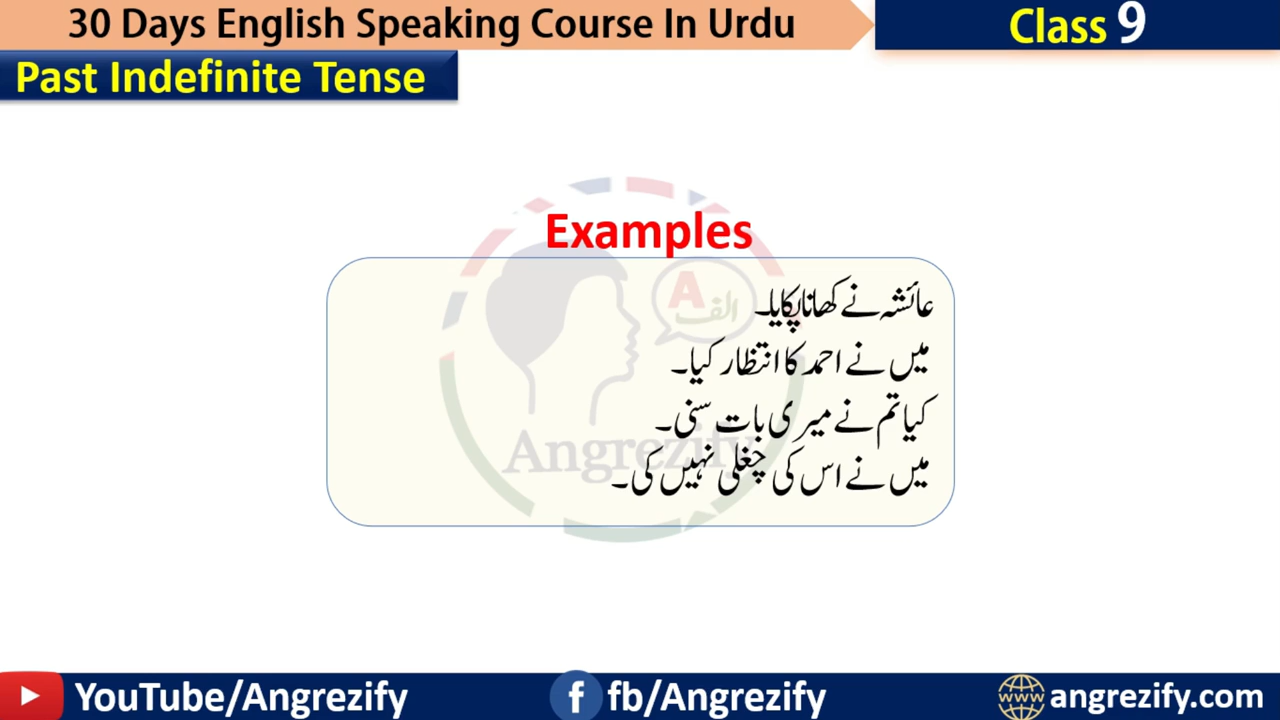 30 Days English Speaking Course In Urdu
Class 9
Past Indefinite Tense
Examples
عائشہ نے کھانا پکایا۔
میں نے احمد کا انتظار کیا۔
کیا تم نے میری بات سنی۔
میں نے اس کی چغلی نہیں کی۔
A
الف
Angrezify
YouTube/Angrezify
fb/Angrezify
www
angrezify.com